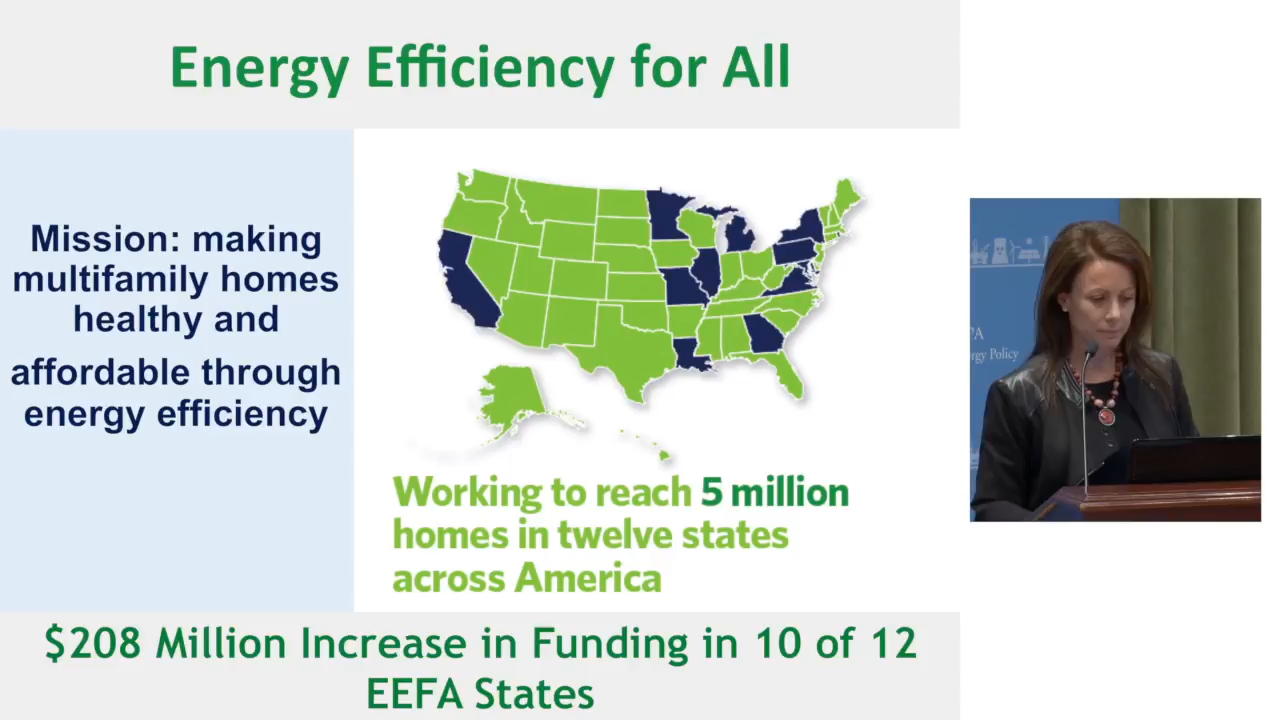 Energy Efficiency for All
Mission: making
multifamily homes
healthy and
affordable through
energy efficiency
Working to reach 5 million
homes in twelve states
across America
$208 Million Increase in Funding in 10 of 12
EEFA States
Policy